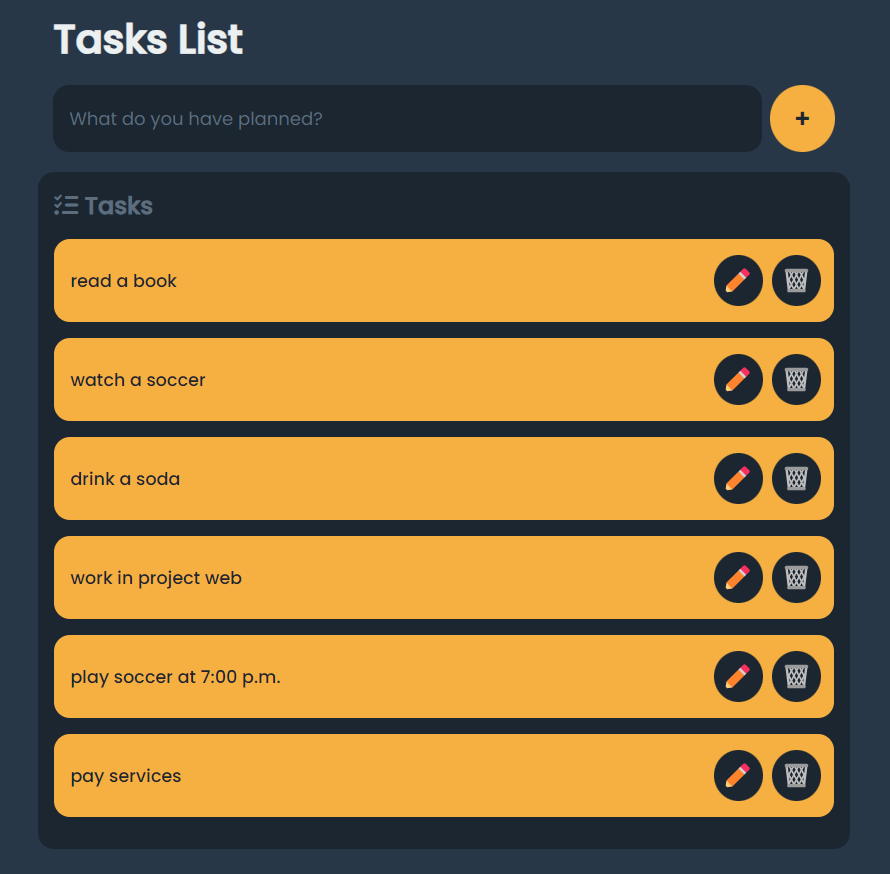 Tasks List
What do you have planned?
+
Tasks
read a book
watch a soccer
drink a soda
work in project web
play soccer at 7:00 p.m.
pay services